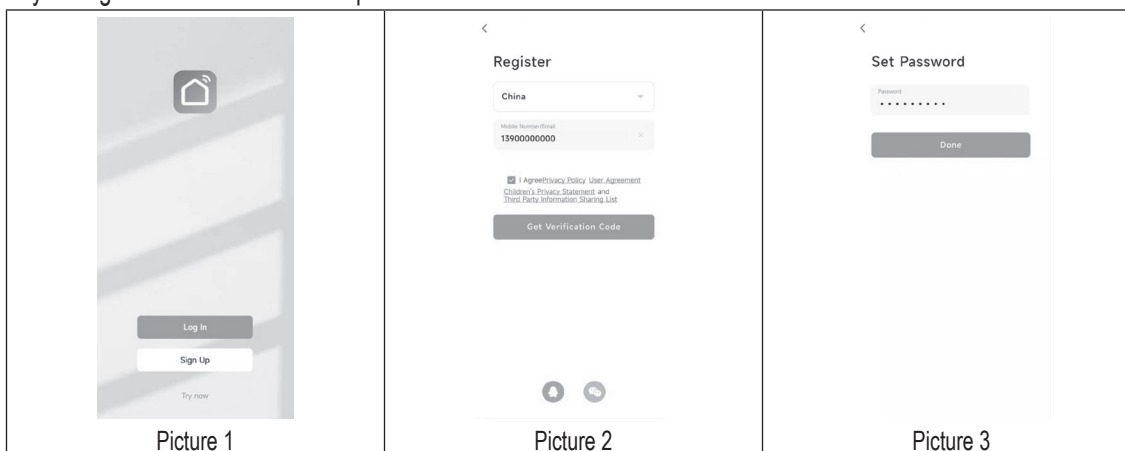 Log In
Sign Up
Try now
Picture 1
Register
China
Mobile Number/Email
13900000000
I AgreePrivacy Policy User Agreement
Children's Privacy Statement and
Third Party Information Sharing List
Get Verification Code
Picture 2
Set Password
Password
Done
Picture 3